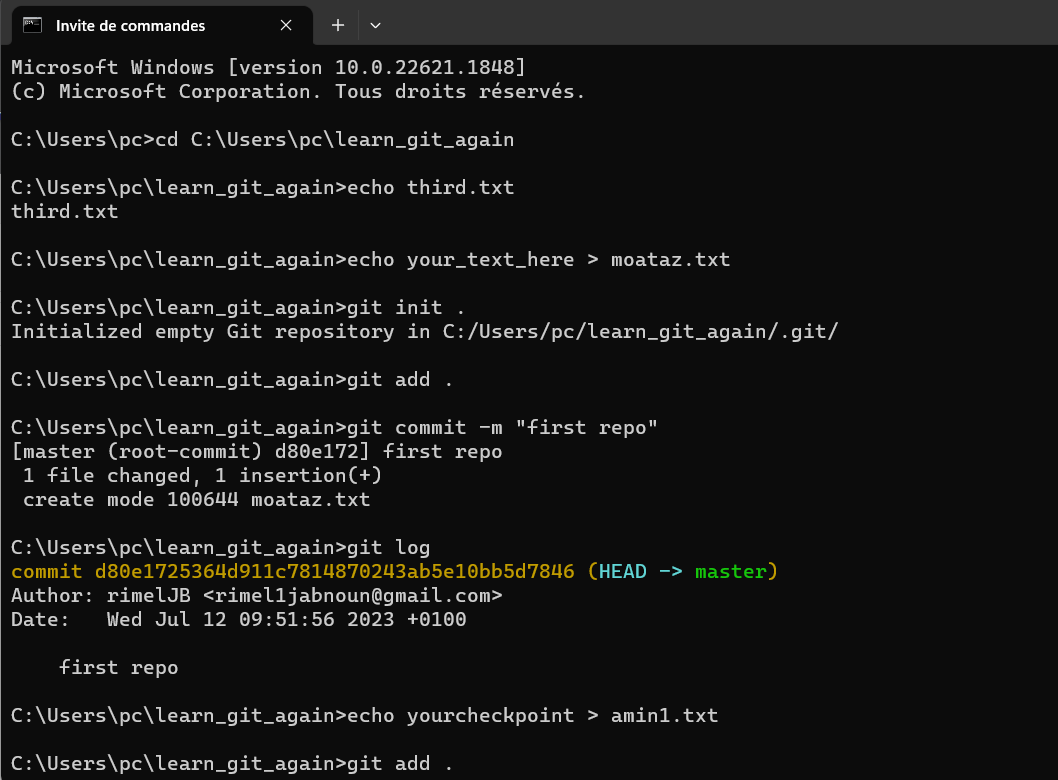 Invite de commandes
Microsoft Windows [version 10.0.22621.1848]
(c) Microsoft Corporation. Tous droits réservés.
C:\Users\pc>cd C:\Users\pc\learn_git_again
C:\Users\pc\learn_git_again>echo third.txt
third.txt
C:\Users\pc\learn_git_again>echo your_text_here > moataz.txt
C:\Users\pc\learn_git_again>git init .
Initialized empty Git repository in C:/Users/pc/learn_git_again/.git/
C:\Users\pc\learn_git_again>git add .
C:\Users\pc\learn_git_again>git commit -m "first repo"
[master (root-commit) d80e172] first repo
 1 file changed, 1 insertion(+)
 create mode 100644 moataz.txt
C:\Users\pc\learn_git_again>git log
commit d80e1725364d911c7814870243ab5e10bb5d7846 (HEAD -> master)
Author: rimelJB <rimel1jabnoun@gmail.com>
Date:   Wed Jul 12 09:51:56 2023 +0100
    first repo
C:\Users\pc\learn_git_again>echo yourcheckpoint > amin1.txt
C:\Users\pc\learn_git_again>git add .